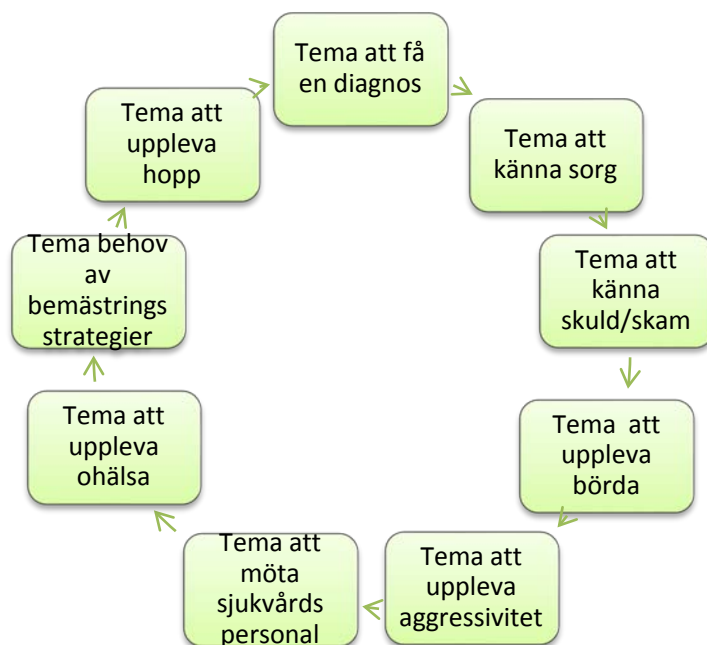 Tema att få
en diagnos
Tema att
känna sorg
Tema att
känna
skuld/skam
Tema att
uppleva
börda
Tema att
uppleva
aggressivitet
Tema att
möta
sjukvårds
personal
Tema att
uppleva
ohälsa
Tema behov
av
bemästrings
strategier
Tema att
uppleva
hopp